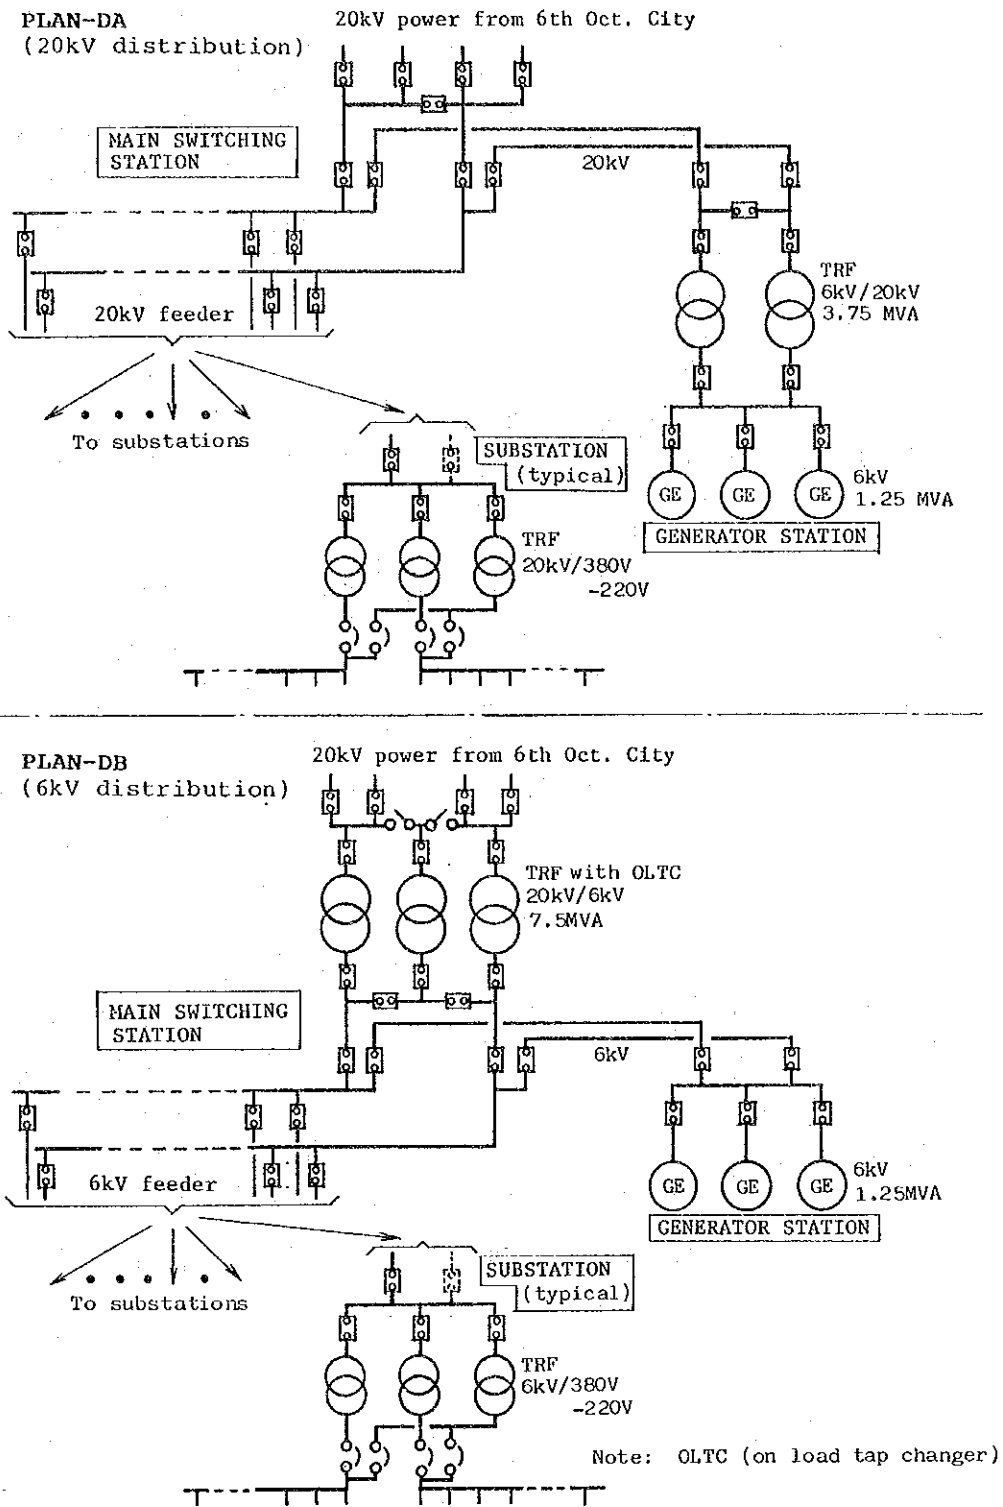 PLAN-DA
(20kV distribution)
20kV power from 6th Oct. City
MAIN SWITCHING
STATION
20kV
TRF
6kV/20kV
3.75 MVA
20kV feeder
To substations
SUBSTATION
(typical)
GE GE GE
6kV
1.25 MVA
GENERATOR STATION
TRF
20kV/380V
-220V
PLAN-DB
(6kV distribution)
20kV power from 6th Oct. City
TRF with OLTC
20kV/6kV
7.5MVA
MAIN SWITCHING
STATION
6kV
6kV feeder
GE GE GE
6kV
1.25MVA
GENERATOR STATION
To substations
SUBSTATION
(typical)
TRF
6kV/380V
-220V
Note: OLTC (on load tap changer)